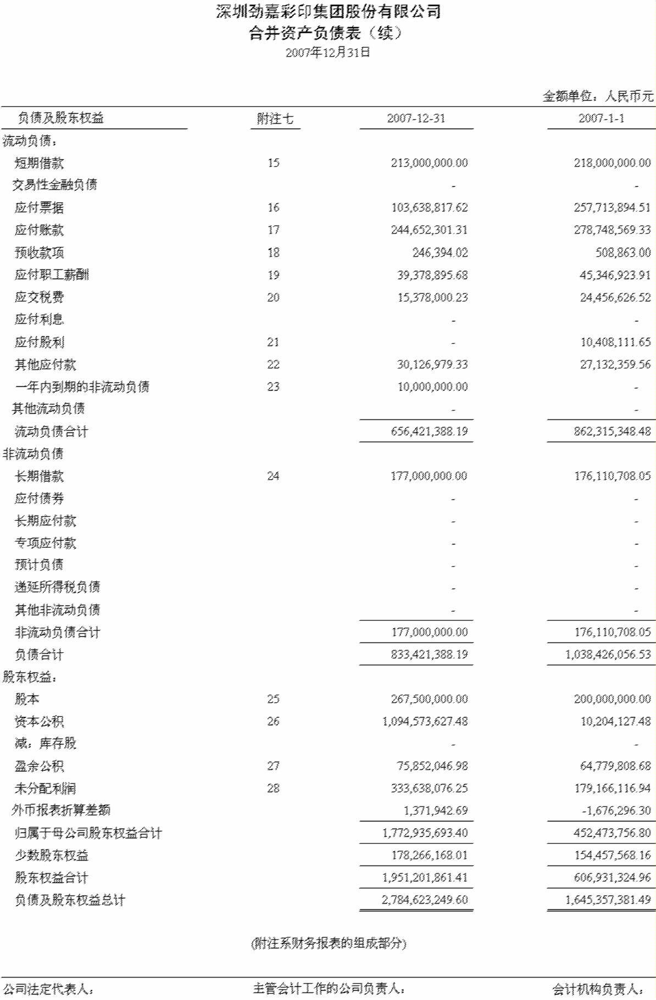 深圳劲嘉彩印集团股份有限公司
合并资产负债表（续）
2007年12月31日
金额单位：人民币元
负债及股东权益 附注七 2007-12-31 2007-1-1
流动负债：
短期借款 15 213,000,000.00 218,000,000.00
交易性金融负债 - -
应付票据 16 103,638,817.62 257,713,894.51
应付账款 17 244,652,301.31 278,748,569.33
预收款项 18 246,394.02 508,863.00
应付职工薪酬 19 39,378,895.68 45,346,923.91
应交税费 20 15,378,000.23 24,456,626.52
应付利息 - -
应付股利 21 - 10,408,111.65
其他应付款 22 30,126,979.33 27,132,359.56
一年内到期的非流动负债 23 10,000,000.00 -
其他流动负债 - -
流动负债合计 656,421,388.19 862,315,348.48
非流动负债
长期借款 24 177,000,000.00 176,110,708.05
应付债券 - -
长期应付款 - -
专项应付款 - -
预计负债 - -
递延所得税负债 - -
其他非流动负债 - -
非流动负债合计 177,000,000.00 176,110,708.05
负债合计 833,421,388.19 1,038,426,056.53
股东权益：
股本 25 267,500,000.00 200,000,000.00
资本公积 26 1,094,573,627.48 10,204,127.48
减：库存股 - -
盈余公积 27 75,852,046.98 64,779,808.68
未分配利润 28 333,638,076.25 179,166,116.94
外币报表折算差额 1,371,942.69 -1,676,296.30
归属于母公司股东权益合计 1,772,935,693.40 452,473,756.80
少数股东权益 178,266,168.01 154,457,568.16
股东权益合计 1,951,201,861.41 606,931,324.96
负债及股东权益总计 2,784,623,249.60 1,645,357,381.49
(附注系财务报表的组成部分)
公司法定代表人： 主管会计工作的公司负责人： 会计机构负责人：